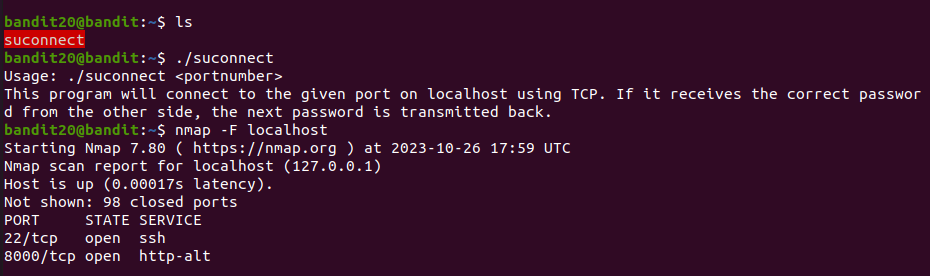 bandit20@bandit:~$ ls
suconnect
bandit20@bandit:~$ ./suconnect
Usage: ./suconnect <portnumber>
This program will connect to the given port on localhost using TCP. If it receives the correct passwor
d from the other side, the next password is transmitted back.
bandit20@bandit:~$ nmap -F localhost
Starting Nmap 7.80 ( https://nmap.org ) at 2023-10-26 17:59 UTC
Nmap scan report for localhost (127.0.0.1)
Host is up (0.00017s latency).
Not shown: 98 closed ports
PORT     STATE SERVICE
22/tcp   open  ssh
8000/tcp open  http-alt